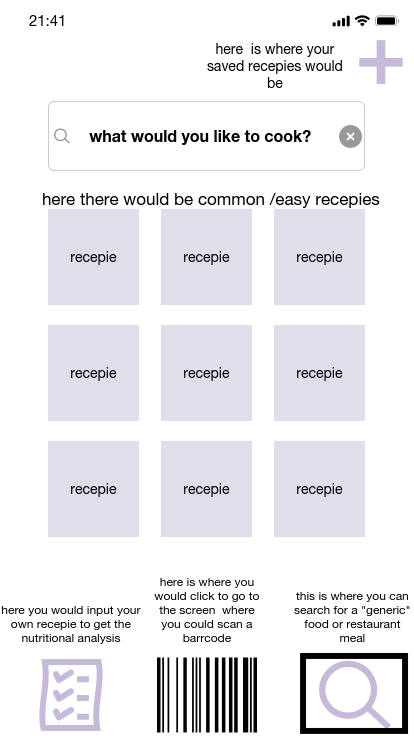 21:41
here  is where your
saved recepies would
be
what would you like to cook?
here there would be common /easy recepies
recepie recepie recepie
recepie recepie recepie
recepie recepie recepie
here you would input your
own recepie to get the
nutritional analysis
here is where you
would click to go to
the screen  where
you could scan a
barrcode
this is where you can
search for a "generic"
food or restaurant
meal